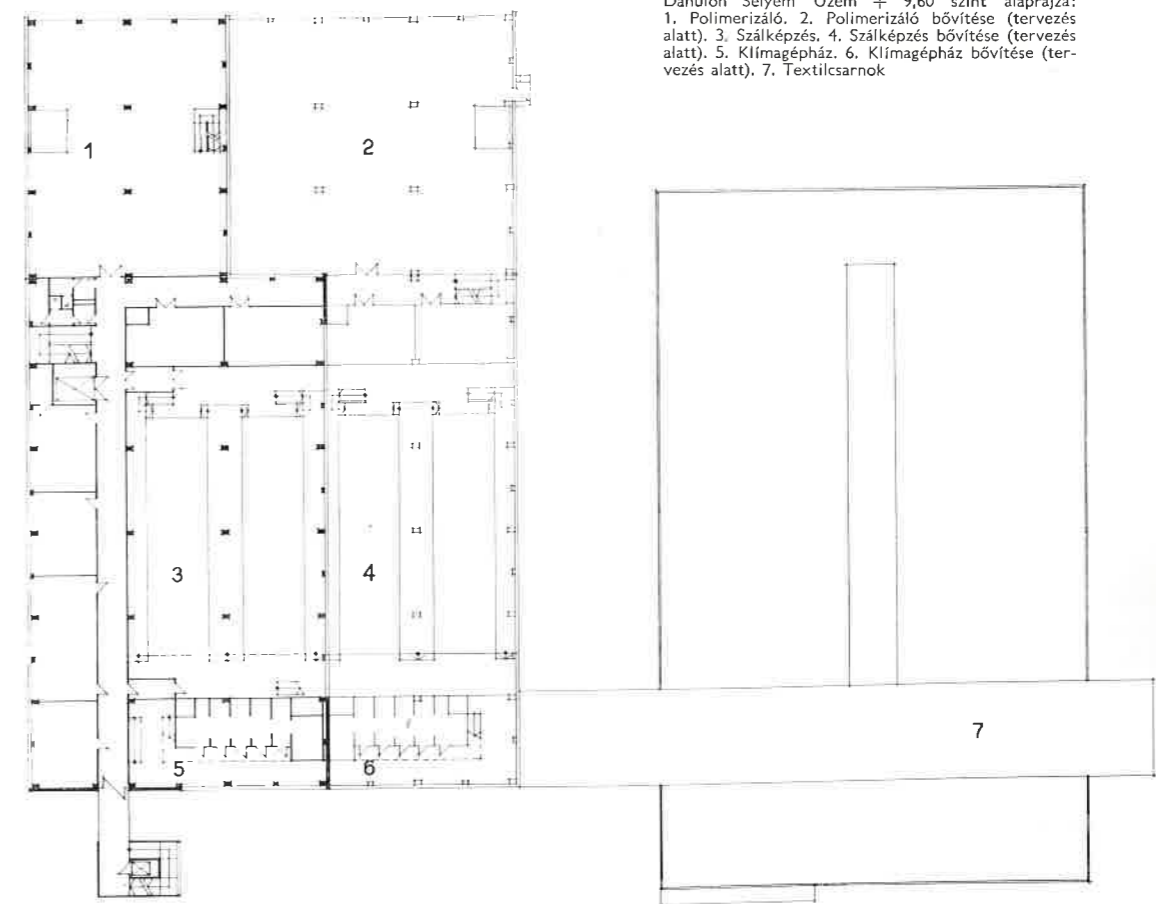 Danulon Selyem Üzem + 9,60 szint alaprajza:
1. Polimerizáló. 2. Polimerizáló bővítése (tervezés
alatt). 3. Szálképzés. 4. Szálképzés bővítése (tervezés
alatt). 5. Klímagépház. 6. Klímagépház bővítése (ter-
vezés alatt). 7. Textilcsarnok
1
2
3
4
5
6
7